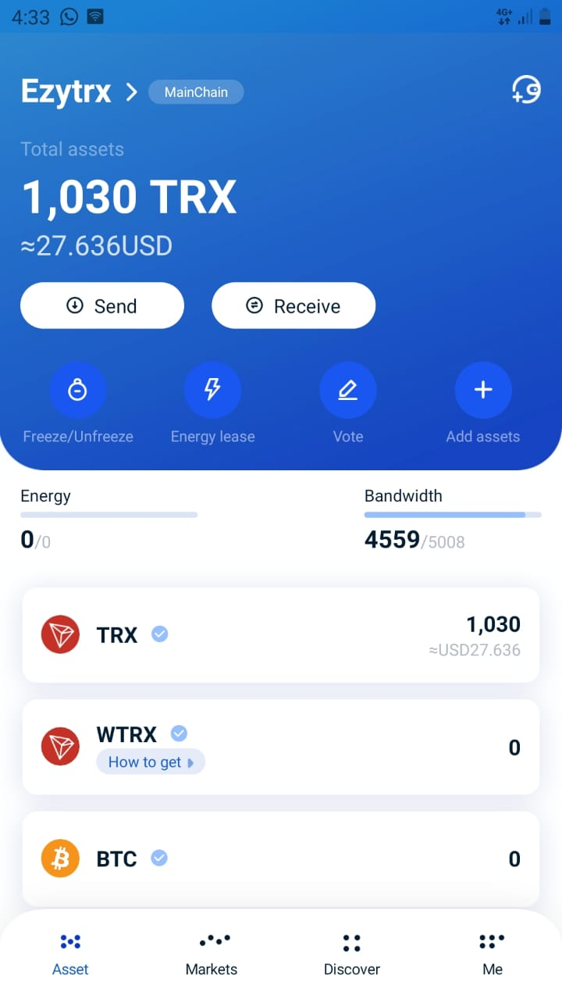 4:33 4G+
Ezytrx MainChain
Total assets
1,030 TRX
≈27.636USD
Send Receive
Freeze/Unfreeze Energy lease Vote Add assets
Energy Bandwidth
0/0 4559/5008
TRX 1,030
≈USD27.636
WTRX
How to get 0
BTC 0
Asset Markets Discover Me